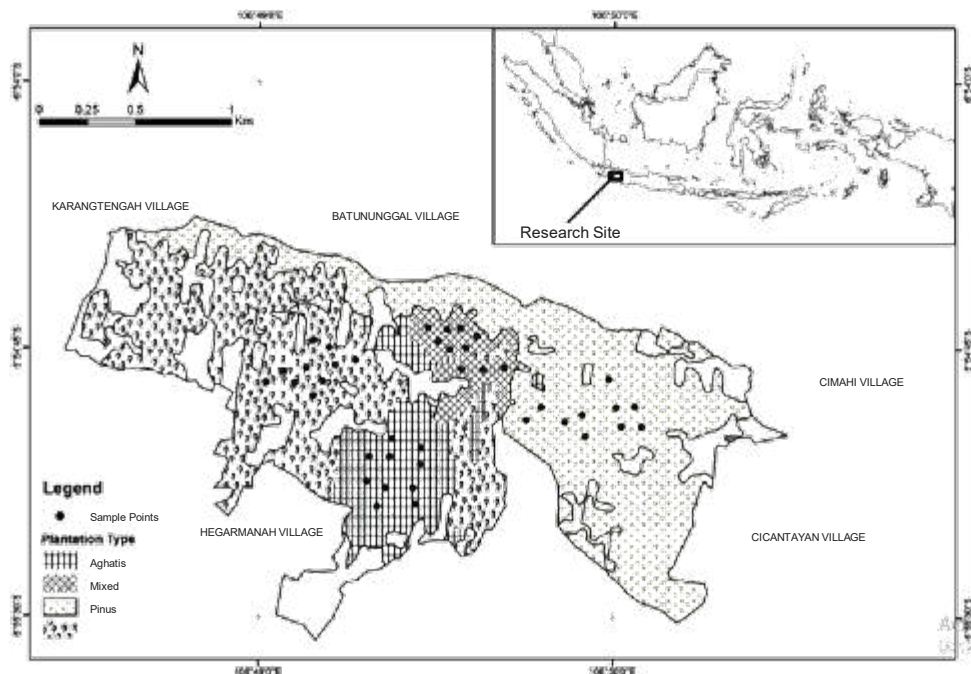 N
0 0.25 0.5 1
Km
KARANGTENGAH VILLAGE
BATUNUNGGAL VILLAGE
Research Site
CIMAHI VILLAGE
HEGARMANAH VILLAGE
CICANTAYAN VILLAGE
Legend
Sample Points
Plantation Type
Aghatis
Mixed
Pinus